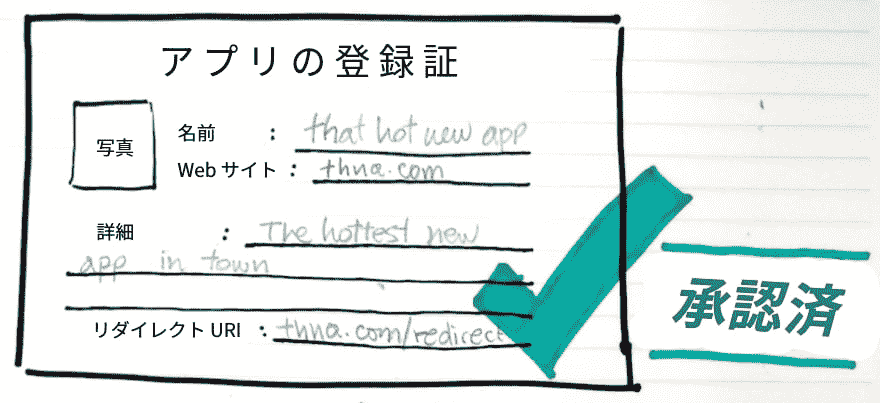 アプリの登録証
写真
名前 : that hot new app
Web サイト : thna.com
詳細 : The hottest new
app in town
リダイレクト URI : thna.com/redirect
承認済